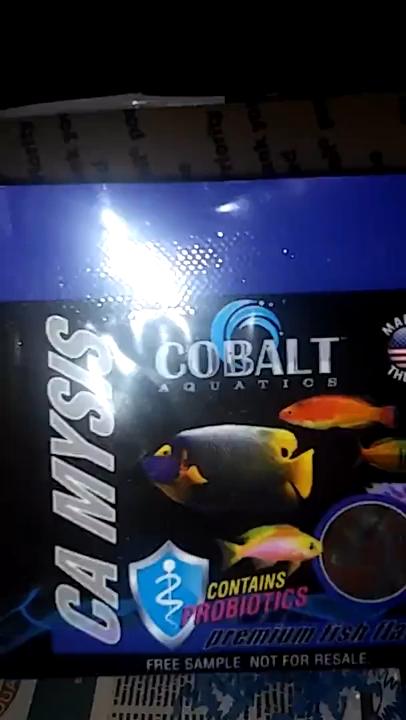 COBALT
AQUATICS
CA MYSIS
CONTAINS
PROBIOTICS
premium fish
FREE SAMPLE NOT FOR RESALE.